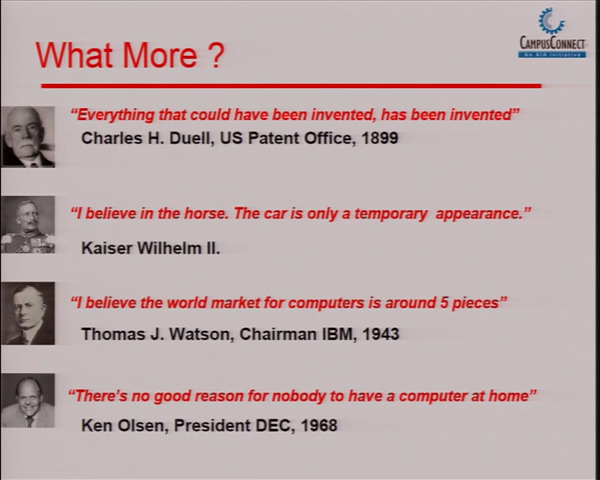 What More ?
CAMPUSCONNECT
An AIA Initiative
“Everything that could have been invented, has been invented”
Charles H. Duell, US Patent Office, 1899
“I believe in the horse. The car is only a temporary appearance.”
Kaiser Wilhelm II.
“I believe the world market for computers is around 5 pieces”
Thomas J. Watson, Chairman IBM, 1943
“There’s no good reason for nobody to have a computer at home”
Ken Olsen, President DEC, 1968